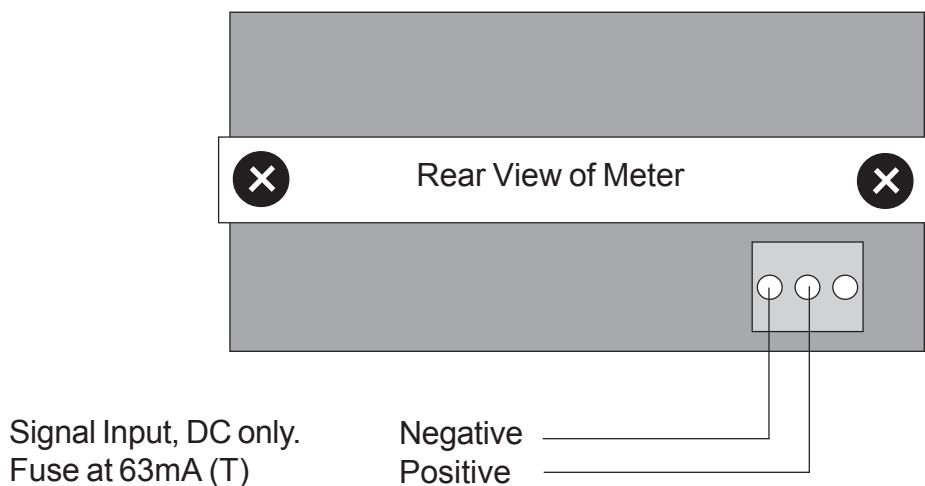 Rear View of Meter
Signal Input, DC only.
Fuse at 63mA (T)
Negative
Positive